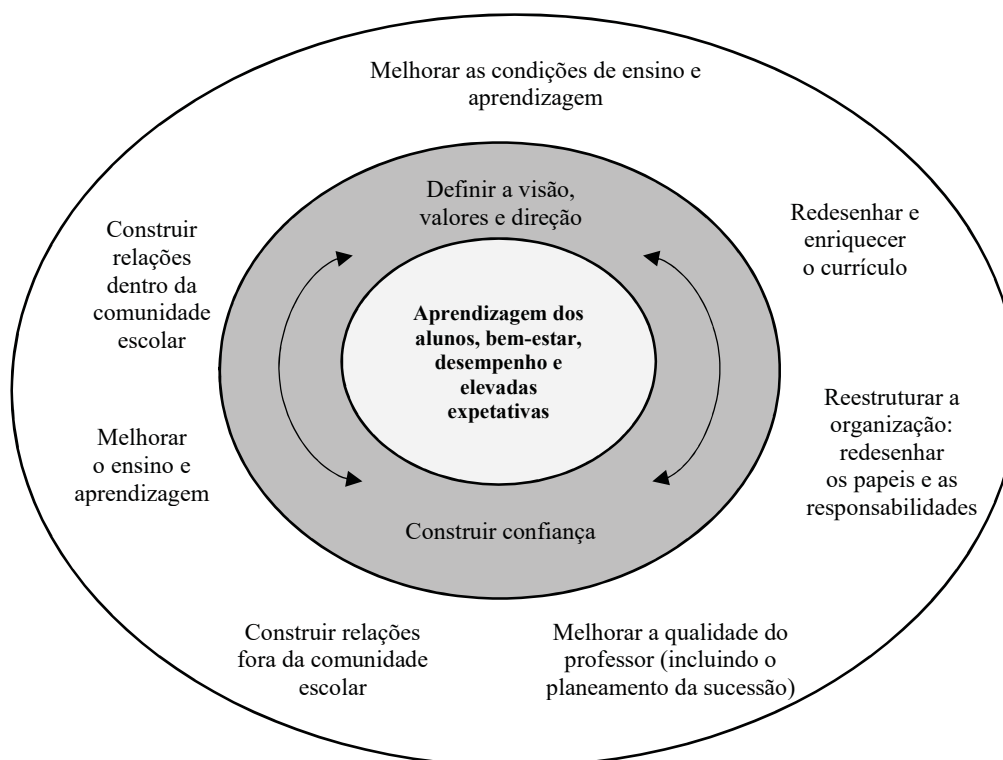 Melhorar as condições de ensino e
aprendizagem
Definir a visão,
valores e direção
Redesenhar e
enriquecer
o currículo
Construir
relações
dentro da
comunidade
escolar
Aprendizagem dos
alunos, bem-estar,
desempenho e
elevadas
expetativas
Reestruturar a
organização:
redesenhar
os papeis e as
responsabilidades
Melhorar
o ensino e
aprendizagem
Construir confiança
Construir relações
fora da comunidade
escolar
Melhorar a qualidade do
professor (incluindo o
planeamento da sucessão)